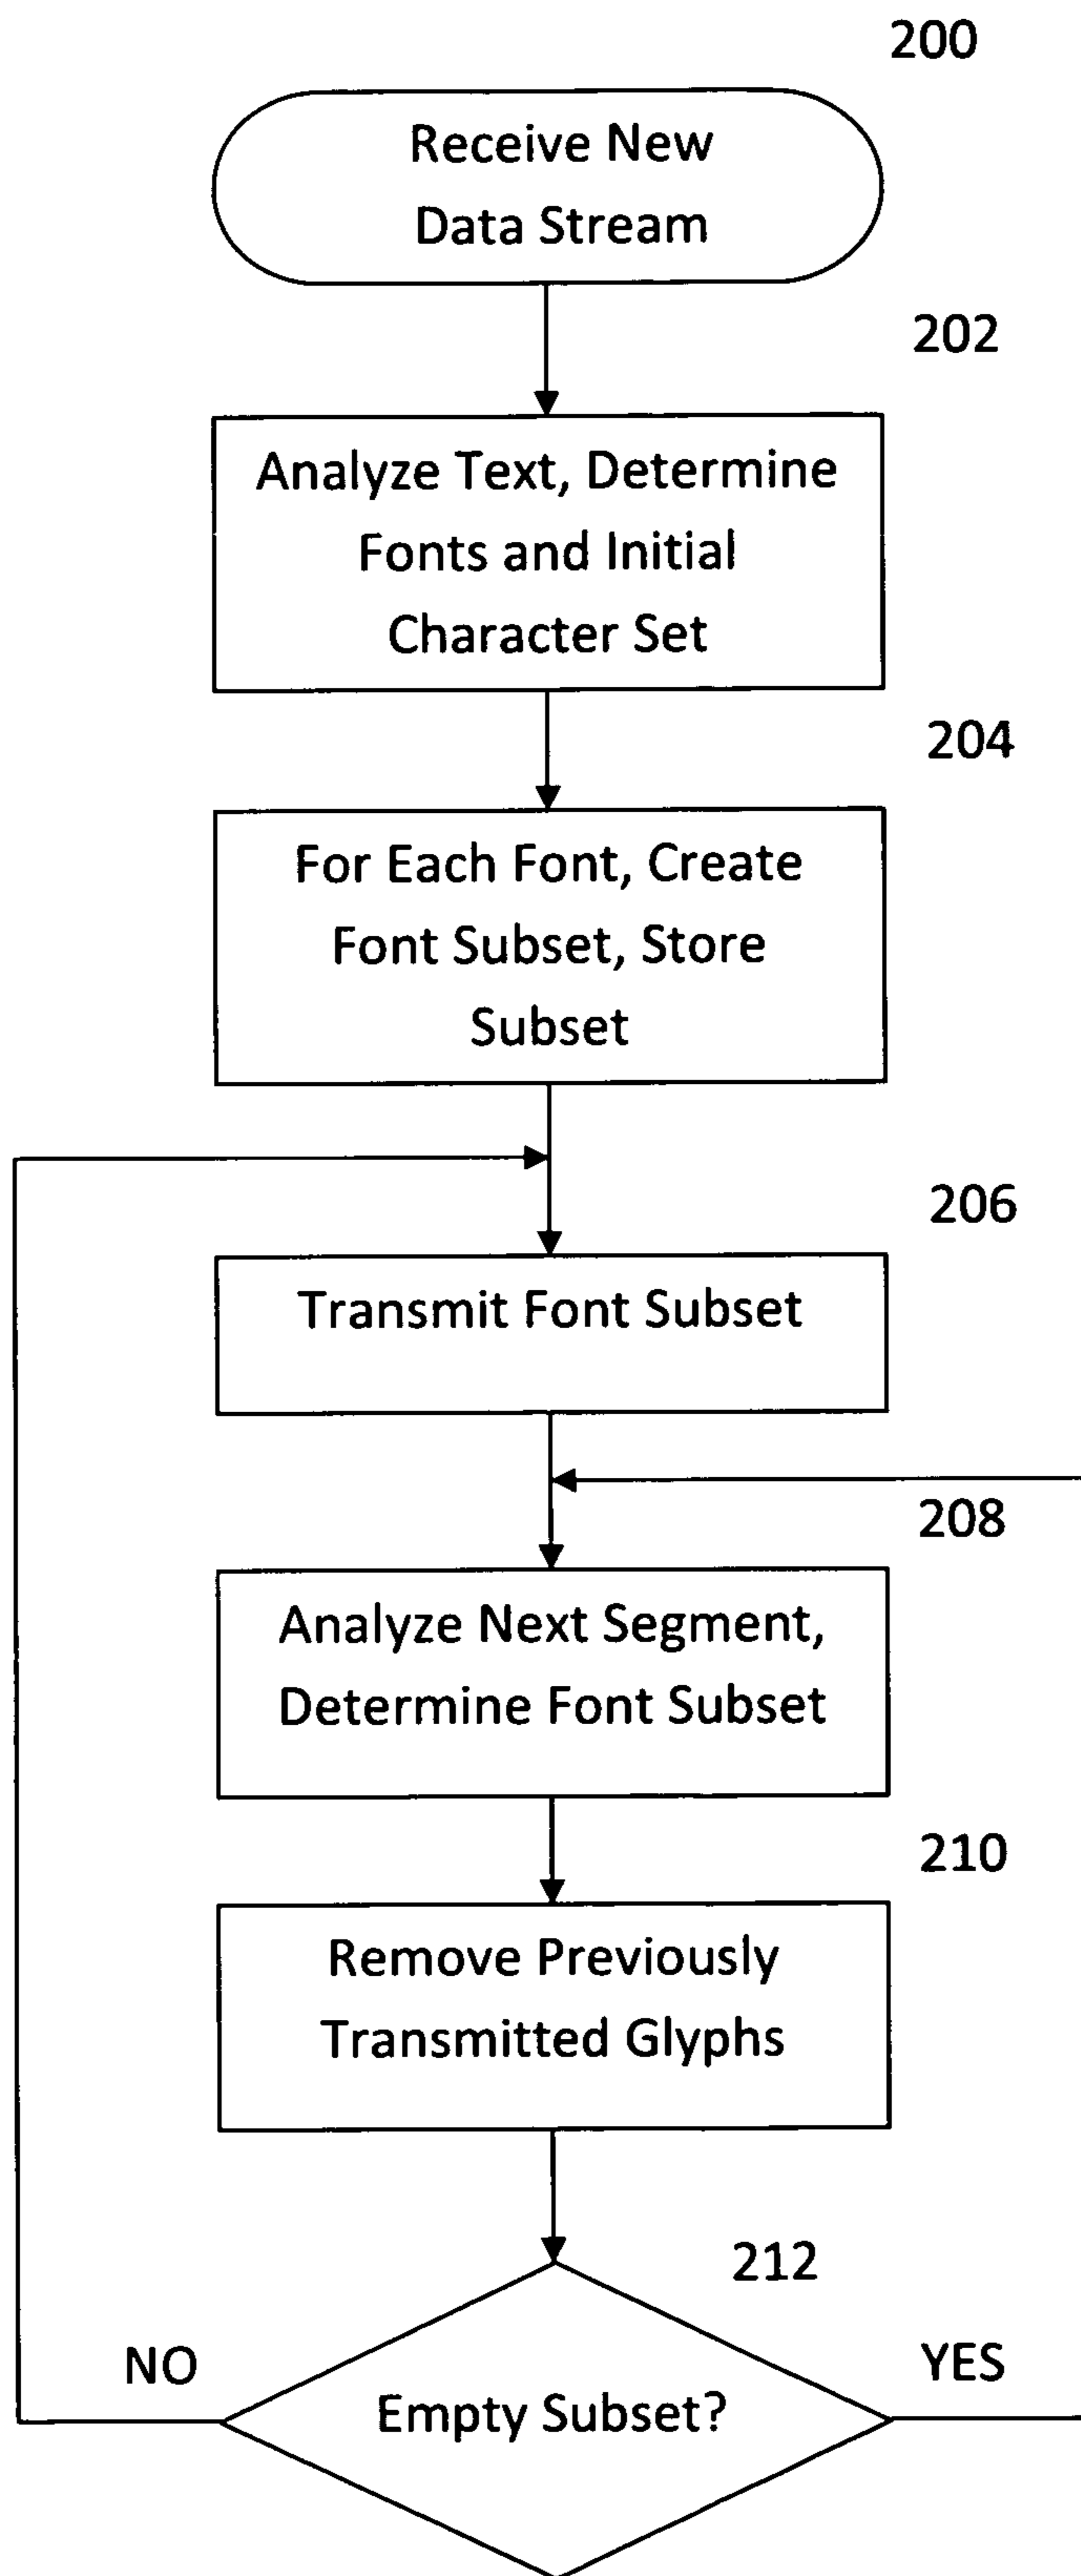 200
Receive New
Data Stream
202
Analyze Text, Determine
Fonts and Initial
Character Set
204
For Each Font, Create
Font Subset, Store
Subset
206
Transmit Font Subset
208
Analyze Next Segment,
Determine Font Subset
210
Remove Previously
Transmitted Glyphs
212
NO
YES
Empty Subset?